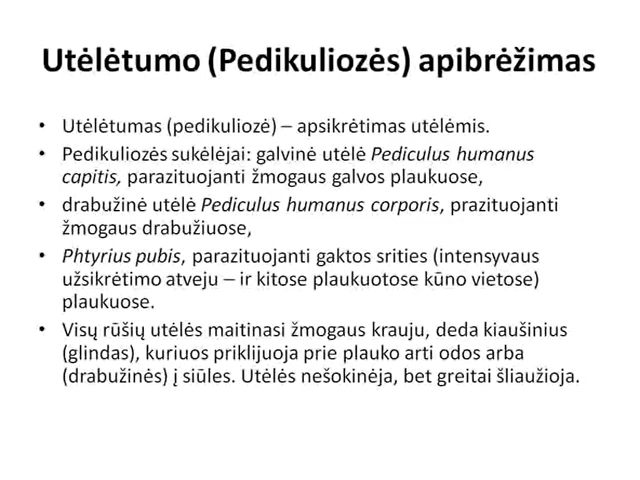 Utėlėtumo (Pedikuliozės) apibrėžimas
• Utėlėtumas (pedikuliozė) – apsikrėtimas utėlėmis.
• Pedikuliozės sukėlėjai: galvinė utėlė Pediculus humanus
capitis, parazituojanti žmogaus galvos plaukuose,
• drabužinė utėlė Pediculus humanus corporis, prazituojanti
žmogaus drabužiuose,
• Phtyrius pubis, parazituojanti gaktos srities (intensyvaus
užsikrėtimo atveju – ir kitose plaukuotose kūno vietose)
plaukuose.
• Visų rūšių utėlės maitinasi žmogaus krauju, deda kiaušinius
(glindas), kuriuos priklijuoja prie plauko arti odos arba
(drabužinės) į siūles. Utėlės nešokinėja, bet greitai šliaužioja.